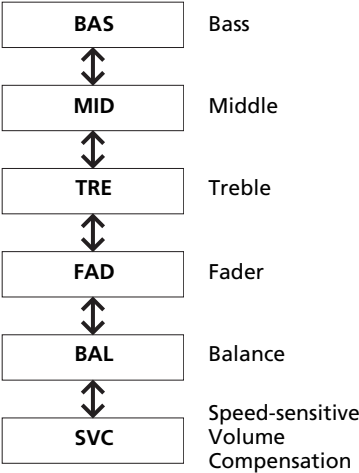 BAS Bass
MID Middle
TRE Treble
FAD Fader
BAL Balance
SVC Speed-sensitive
Volume
Compensation